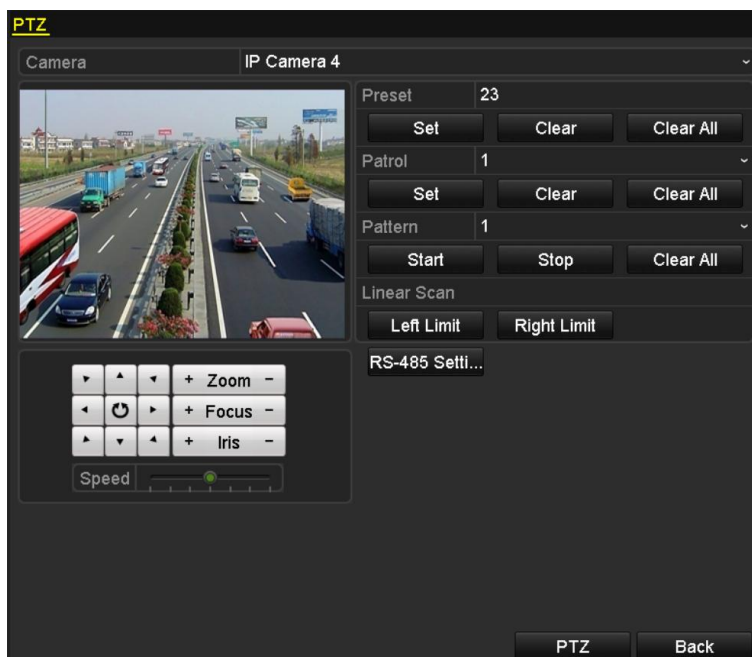 PTZ
Camera IP Camera 4
Preset 23
Set Clear Clear All
Patrol 1
Set Clear Clear All
Pattern 1
Start Stop Clear All
Linear Scan
Left Limit Right Limit
RS-485 Setti...
+ Zoom -
+ Focus -
+ Iris -
Speed
PTZ Back